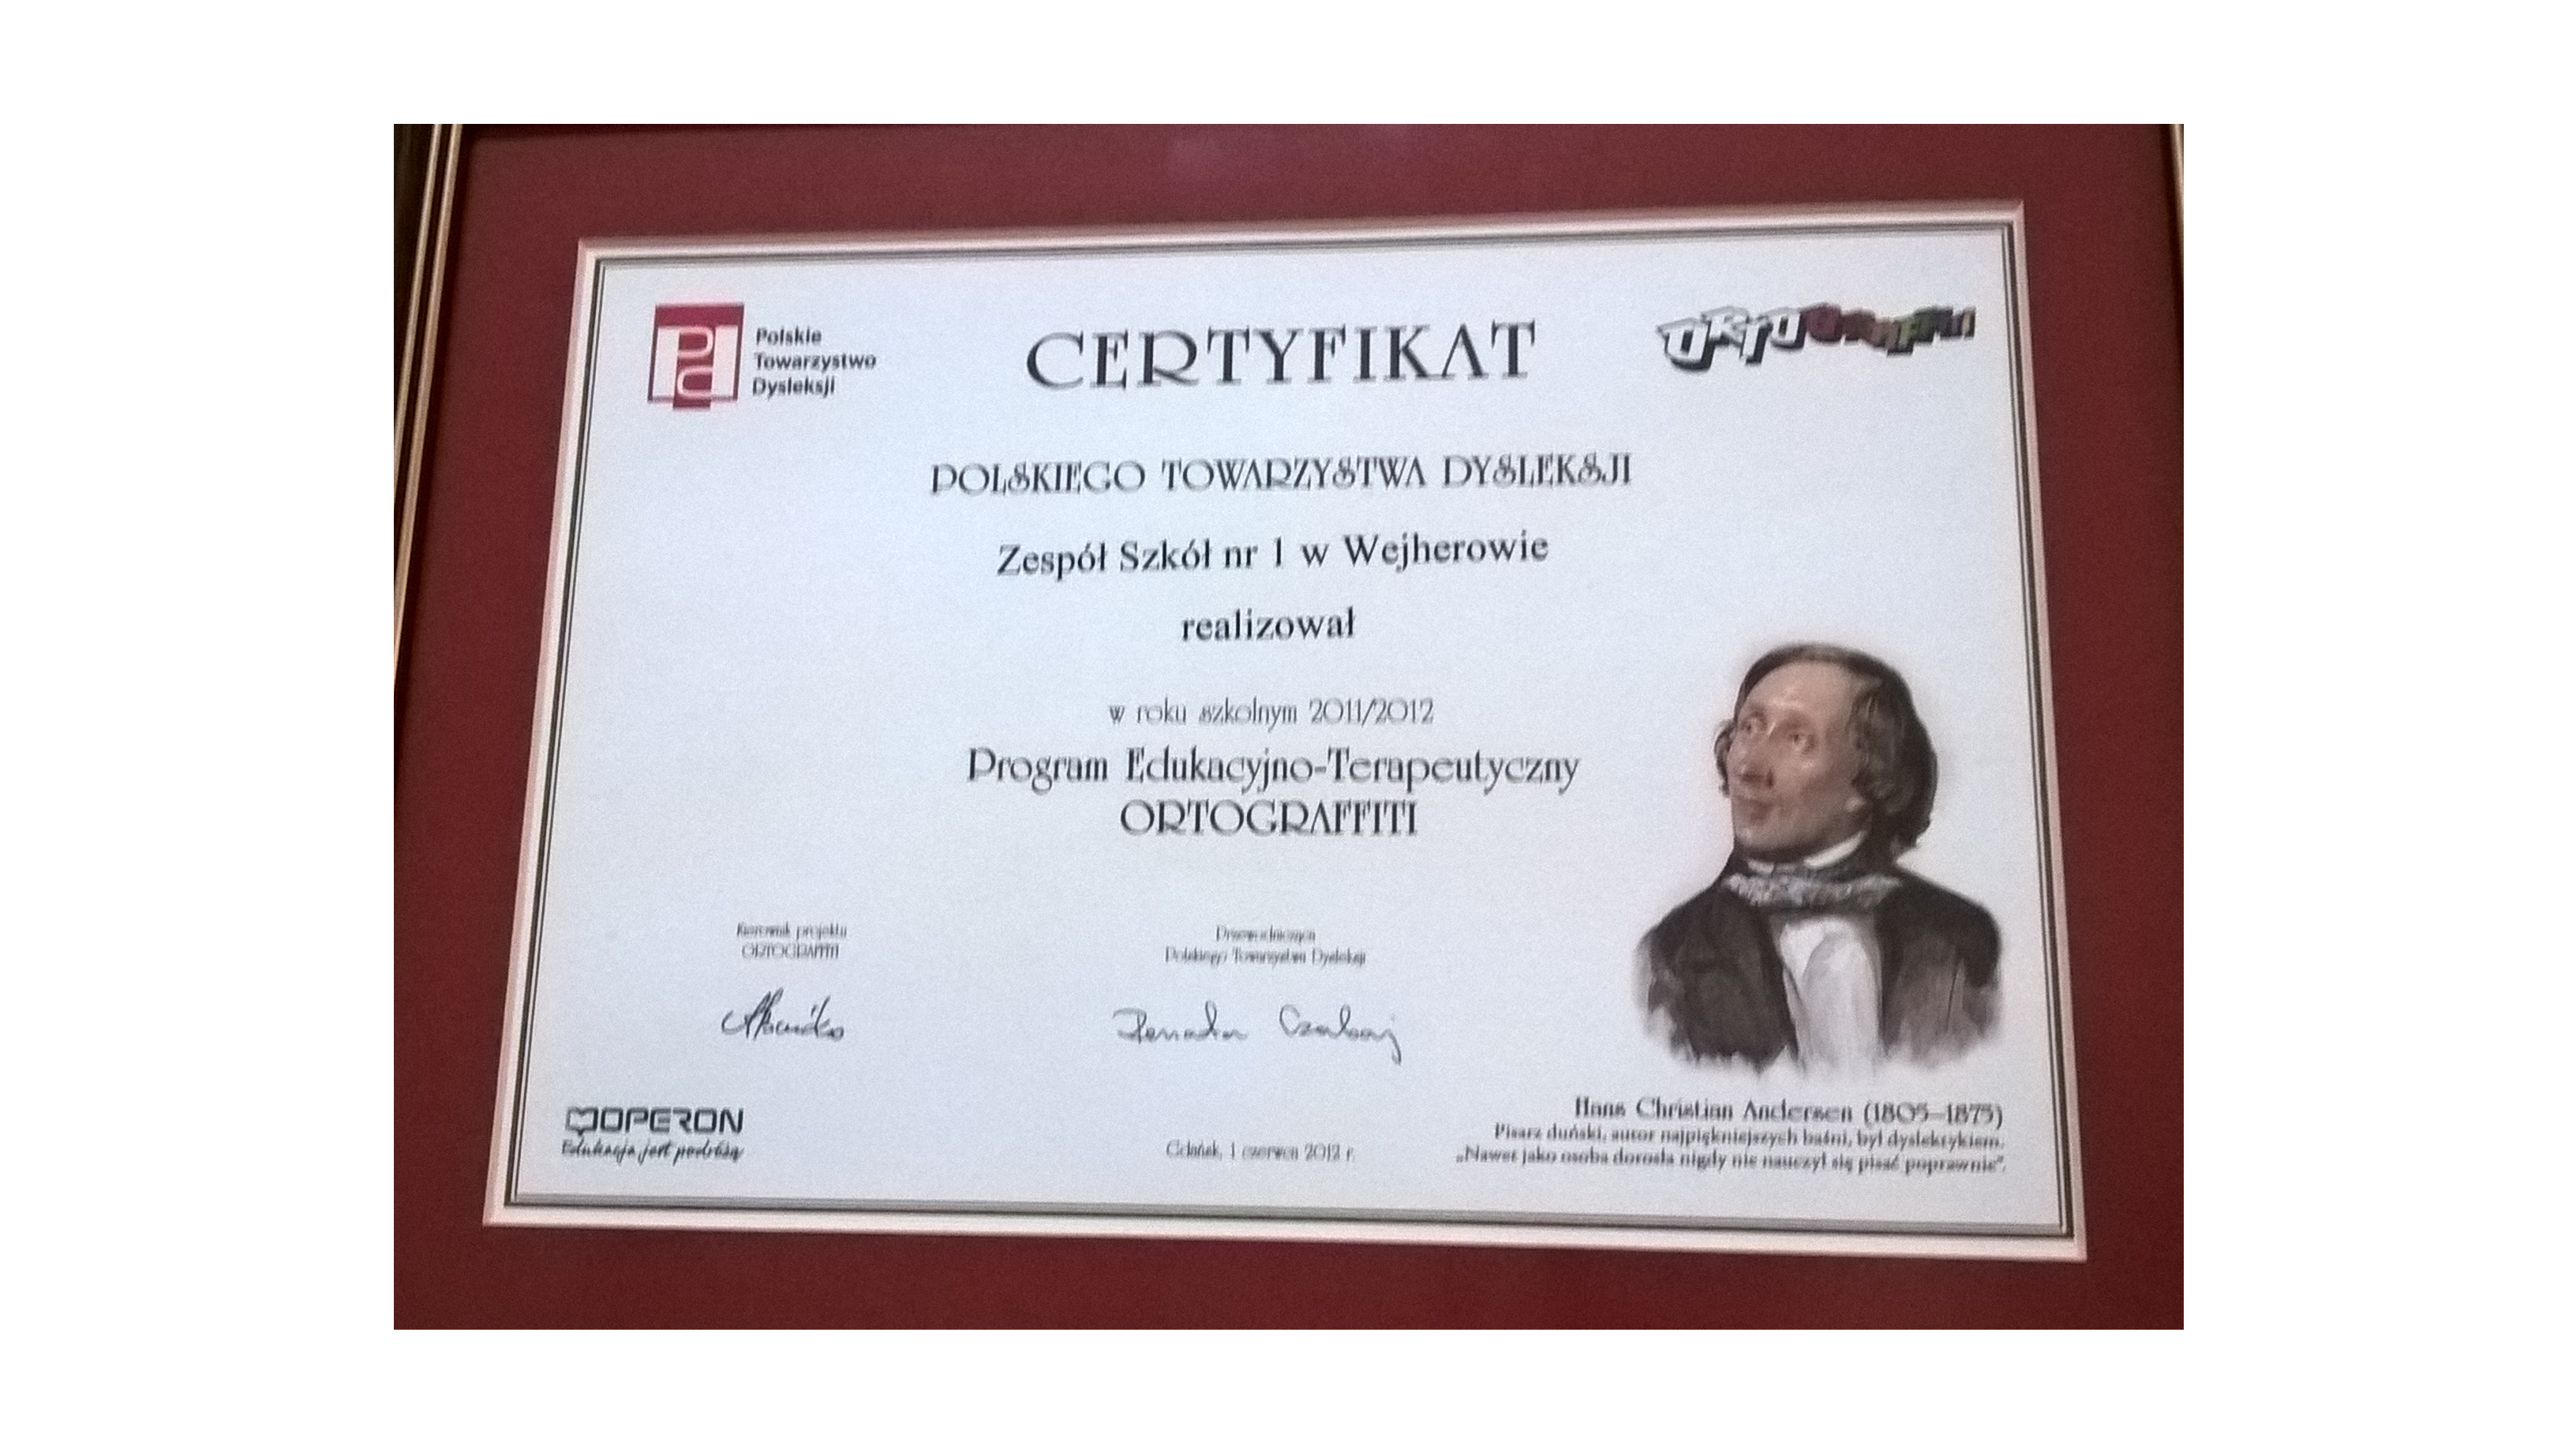 Polskie
Towarzystwo
Dysleksji
CERTYFIKAT
ORTOGRAFFITI
POLSKIEGO TOWARZYSTWA DYSLEKSJI
Zespół Szkół nr 1 w Wejherowie
realizował
w roku szkolnym 2011/2012
Program Edukacyjno-Terapeutyczny
ORTOGRAFFITI
Kierownik projektu
ORTOGRAFFITI
Przewodnicząca
Polskiego Towarzystwa Dysleksji
Renata Czabaj
OPERON
Edukacja jest podróżą
Gdańsk, 1 czerwca 2012 r.
Hans Christian Andersen (1805–1875)
Pisarz duński, autor najpiękniejszych baśni, był dyslektykiem.
„Nawet jako osoba dorosła nigdy nie nauczył się pisać poprawnie”.